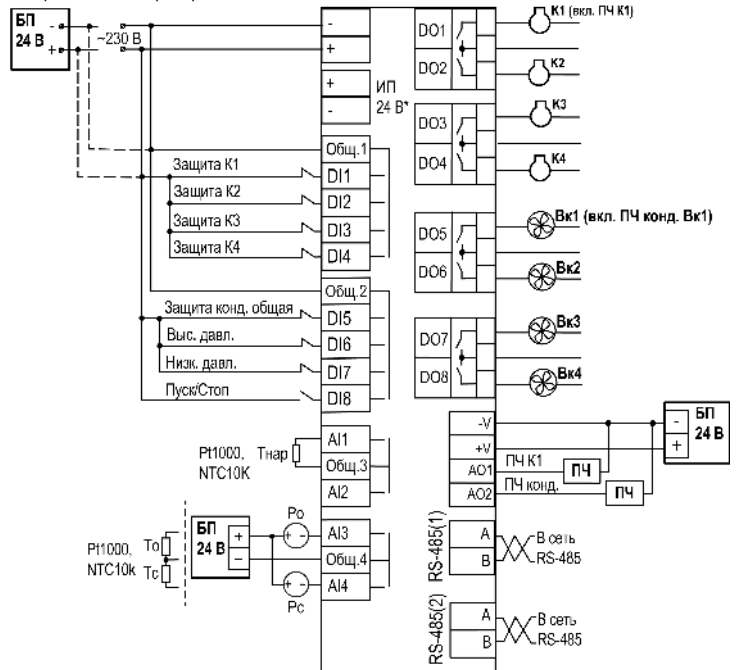 БП
24 В
-
+
~230 В
-
+
+
-
ИП
24 В*
Общ.1
Защита К1
DI1
Защита К2
DI2
Защита К3
DI3
Защита К4
DI4
Общ.2
Защита конд. общая
DI5
Выс. давл.
DI6
Низк. давл.
DI7
Пуск/Стоп
DI8
Pt1000,
NTC10K
Тнар
AI1
Общ.3
AI2
Pt1000,
NTC10k
То
Тс
БП
24 В
+
-
Ро
+ -
AI3
Общ.4
+ -
AI4
Рс
DO1
К1 (вкл. ПЧ К1)
DO2
К2
DO3
К3
DO4
К4
DO5
Вк1 (вкл. ПЧ конд. Вк1)
DO6
Вк2
DO7
Вк3
DO8
Вк4
-V
+V
AO1
ПЧ К1
ПЧ
AO2
ПЧ конд.
ПЧ
-
+
БП
24 В
RS-485(1)
A
B
В сеть
RS-485
RS-485(2)
A
B
В сеть
RS-485